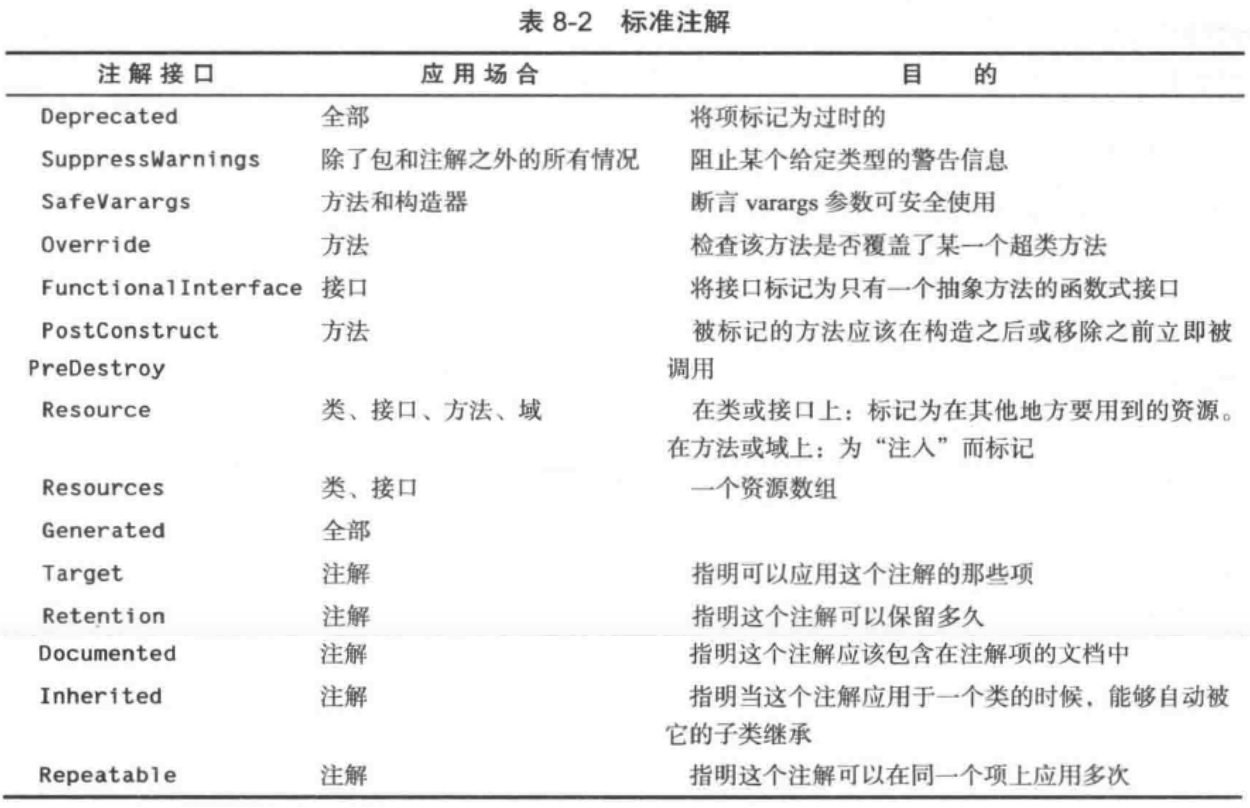 表 8-2 标准注解
注解接口 应用场合 目 的
Deprecated 全部 将项标记为过时的
SuppressWarnings 除了包和注解之外的所有情况 阻止某个给定类型的警告信息
SafeVarargs 方法和构造器 断言 varargs 参数可安全使用
Override 方法 检查该方法是否覆盖了某一个超类方法
FunctionalInterface 接口 将接口标记为只有一个抽象方法的函数式接口
PostConstruct 方法 被标记的方法应该在构造之后或移除之前立即被
PreDestroy 调用
Resource 类、接口、方法、域 在类或接口上：标记为在其他地方要用到的资源。
在方法或域上：为“注入”而标记
Resources 类、接口 一个资源数组
Generated 全部
Target 注解 指明可以应用这个注解的那些项
Retention 注解 指明这个注解可以保留多久
Documented 注解 指明这个注解应该包含在注解项的文档中
Inherited 注解 指明当这个注解应用于一个类的时候，能够自动被
它的子类继承
Repeatable 注解 指明这个注解可以在同一个项上应用多次